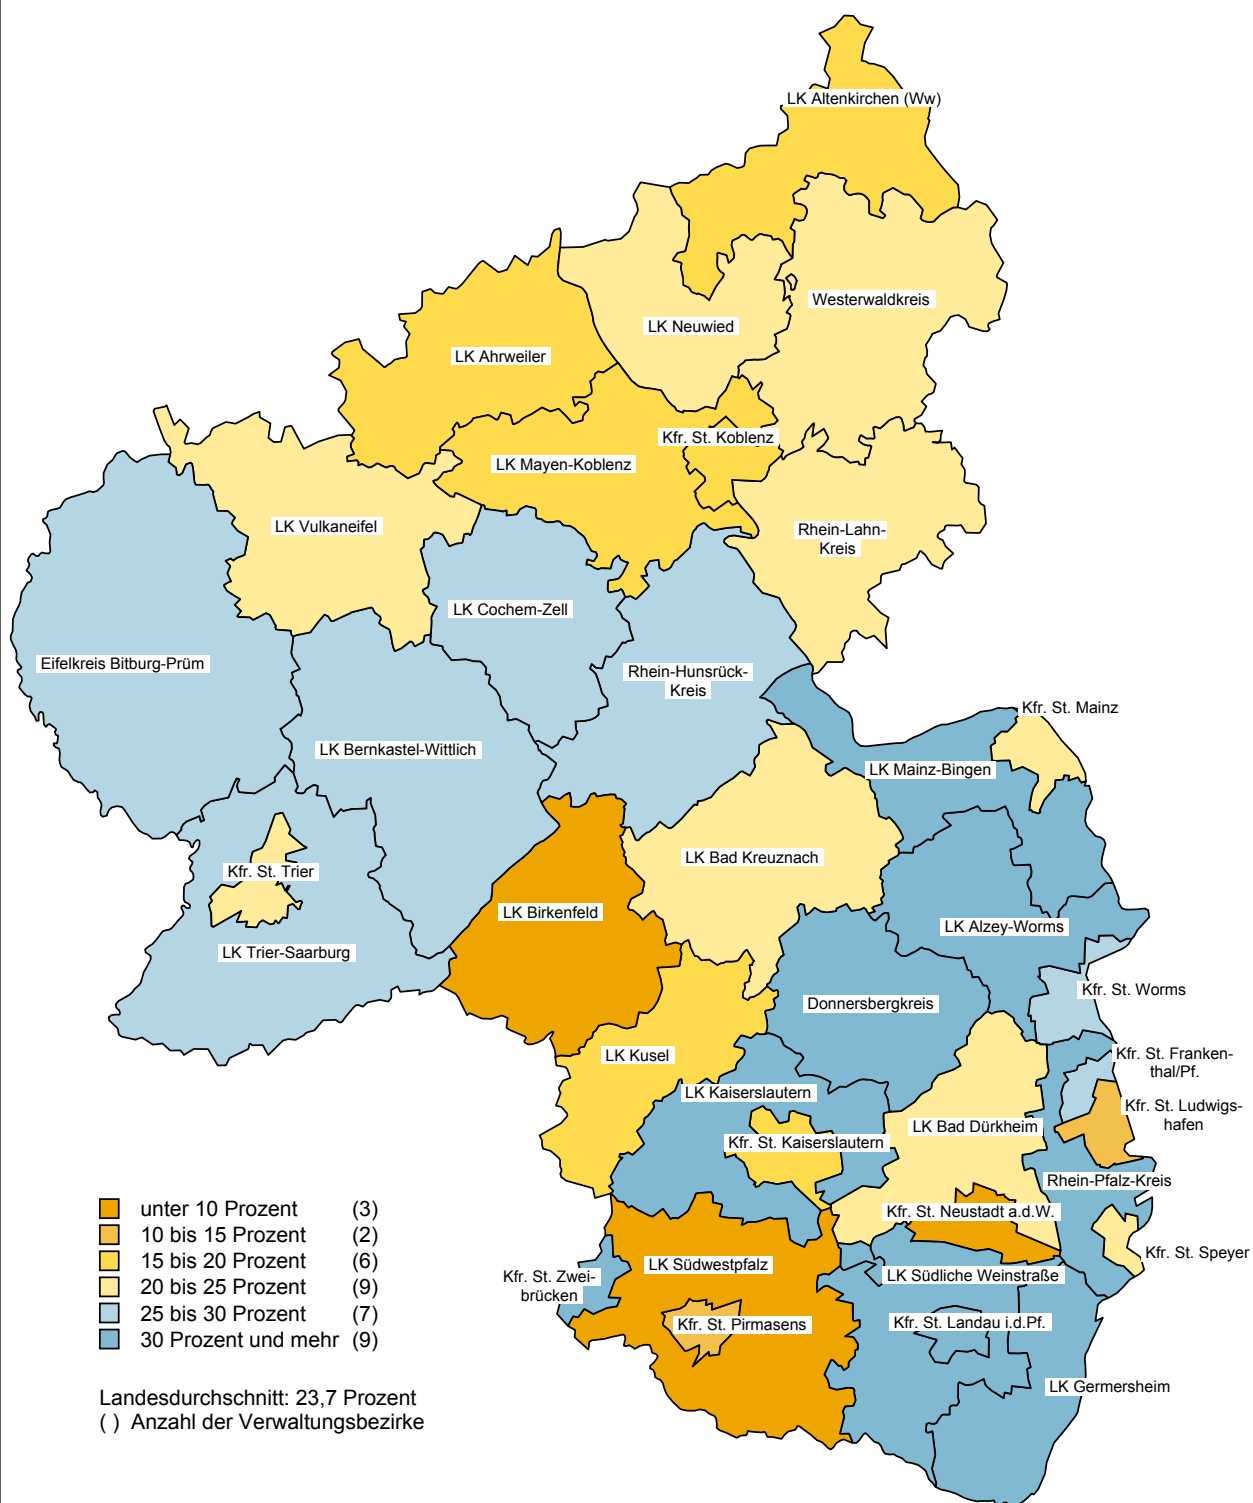 LK Altenkirchen (Ww)
Westerwaldkreis
LK Neuwied
LK Ahrweiler
Kfr. St. Koblenz
LK Mayen-Koblenz
LK Vulkaneifel
Rhein-Lahn-
Kreis
LK Cochem-Zell
Eifelkreis Bitburg-Prüm
Rhein-Hunsrück-
Kreis
Kfr. St. Mainz
LK Bernkastel-Wittlich
LK Mainz-Bingen
LK Bad Kreuznach
Kfr. St. Trier
LK Birkenfeld
LK Alzey-Worms
LK Trier-Saarburg
Kfr. St. Worms
Donnersbergkreis
LK Kusel
Kfr. St. Franken-
thal/Pf.
LK Kaiserslautern
Kfr. St. Ludwigs-
hafen
LK Bad Dürkheim
Kfr. St. Kaiserslautern
Rhein-Pfalz-Kreis
Kfr. St. Neustadt a.d.W.
Kfr. St. Speyer
LK Südwestpfalz
LK Südliche Weinstraße
Kfr. St. Zwei-
brücken
Kfr. St. Landau i.d.Pf.
Kfr. St. Pirmasens
LK Germersheim
unter 10 Prozent (3)
10 bis 15 Prozent (2)
15 bis 20 Prozent (6)
20 bis 25 Prozent (9)
25 bis 30 Prozent (7)
30 Prozent und mehr (9)
Landesdurchschnitt: 23,7 Prozent
( ) Anzahl der Verwaltungsbezirke